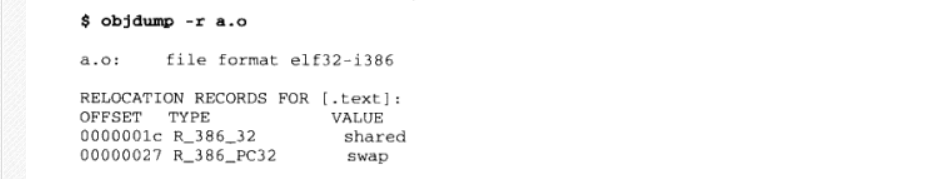 $ objdump -r a.o
a.o:     file format elf32-i386
RELOCATION RECORDS FOR [.text]:
OFFSET   TYPE              VALUE
0000001c R_386_32          shared
00000027 R_386_PC32        swap